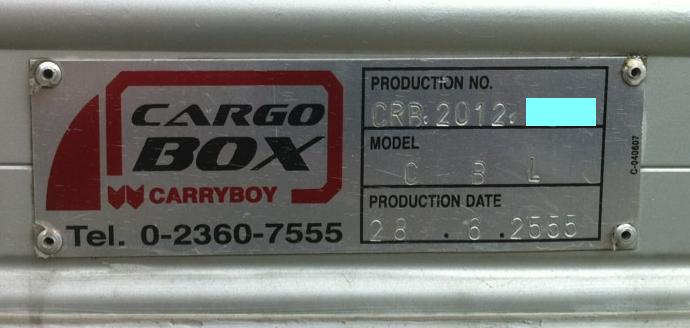 CARGO
BOX
CARRYBOY
Tel. 0-2360-7555
PRODUCTION NO.
CRB. 2012.
MODEL
C B L
PRODUCTION DATE
28 . 6 . 2555
C-040607